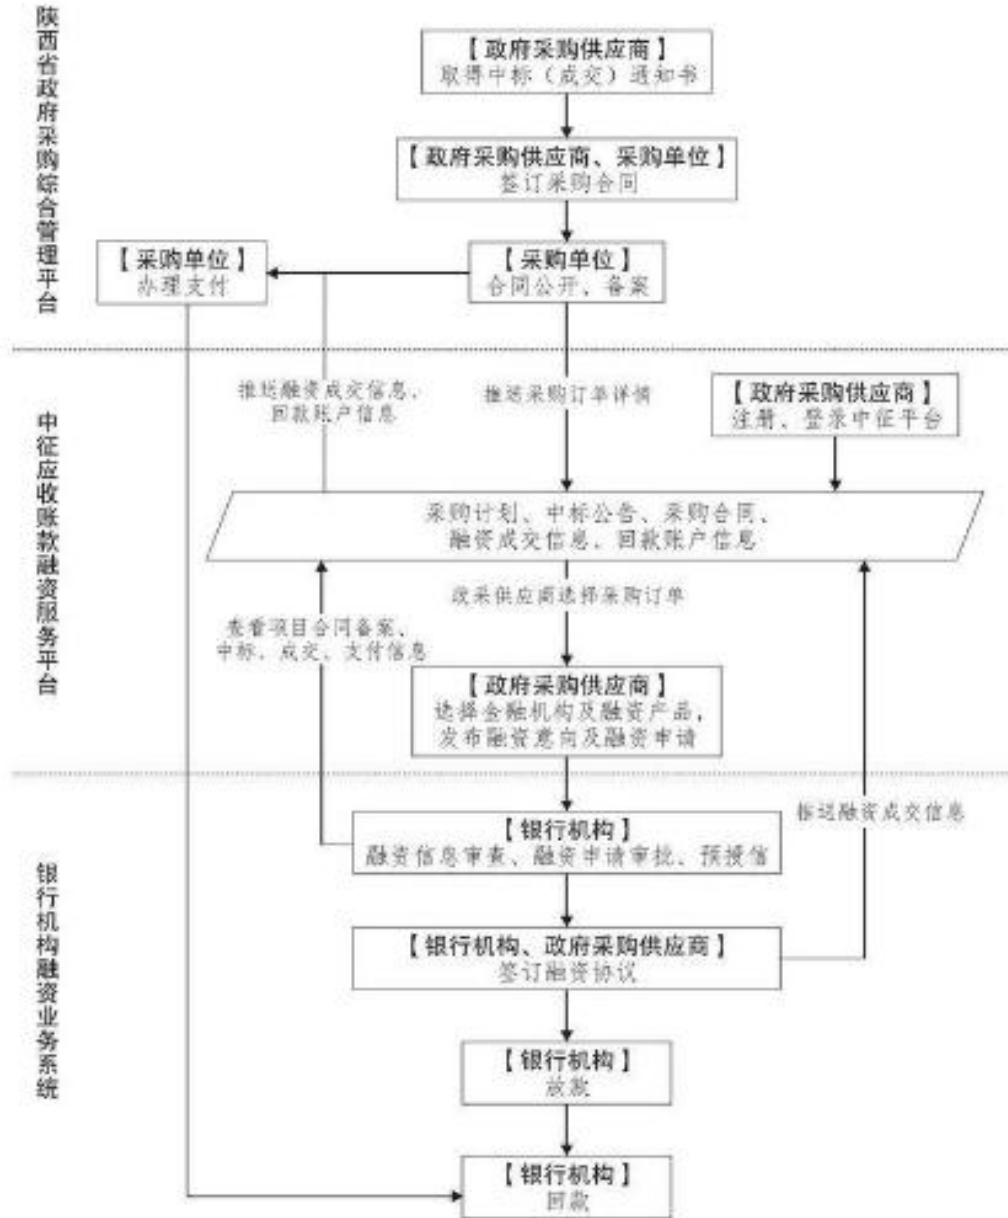 陕西省政府采购综合管理平台
【政府采购供应商】
取得中标（成交）通知书
【政府采购供应商、采购单位】
签订采购合同
【采购单位】
办理支付
【采购单位】
合同公开、备案
中征应收账款融资服务平台
推送融资成交信息、
回款账户信息
推送采购订单详情
【政府采购供应商】
注册、登录中征平台
采购计划、中标公告、采购合同、
融资成交信息、回款账户信息
政采供应商选择采购订单
查看项目合同备案、
中标、成交、支付信息
【政府采购供应商】
选择金融机构及融资产品，
发布融资意向及融资申请
银行机构融资业务系统
【银行机构】
融资信息审查、融资申请审批、预授信
推送融资成交信息
【银行机构、政府采购供应商】
签订融资协议
【银行机构】
放款
【银行机构】
回款